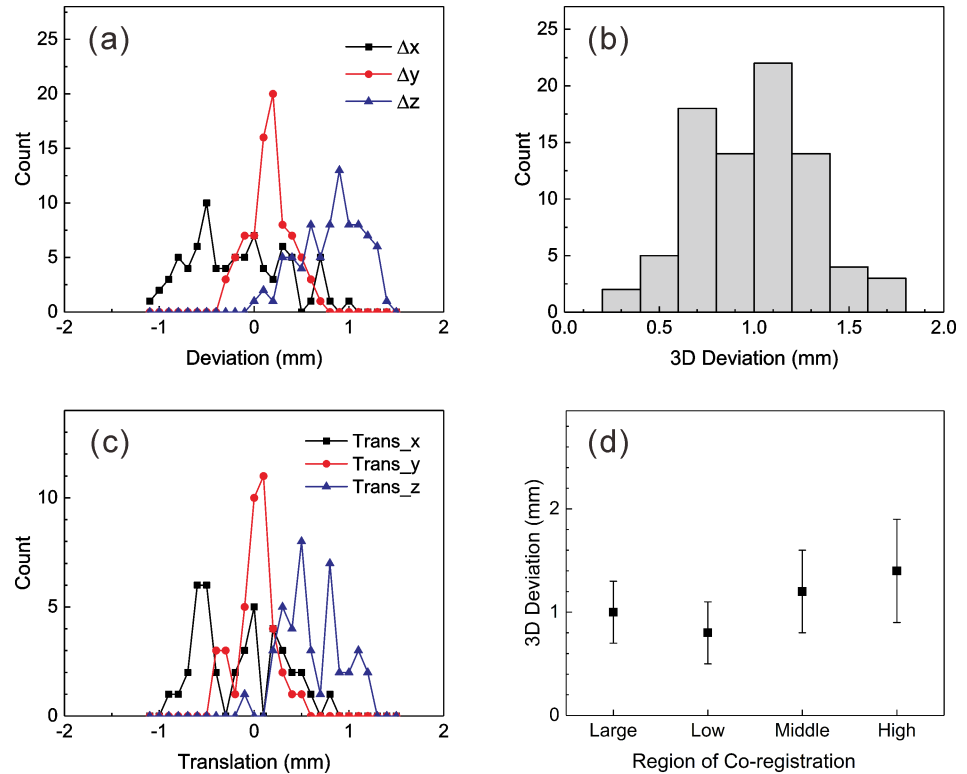 (a)
Δx
Δy
Δz
25
20
15
10
5
0
Count
-2
-1
0
1
2
Deviation (mm)
(b)
25
20
15
10
5
0
Count
0.0
0.5
1.0
1.5
2.0
3D Deviation (mm)
(c)
Trans_x
Trans_y
Trans_z
10
5
0
Count
-2
-1
0
1
2
Translation (mm)
(d)
2
1
0
3D Deviation (mm)
Large
Low
Middle
High
Region of Co-registration